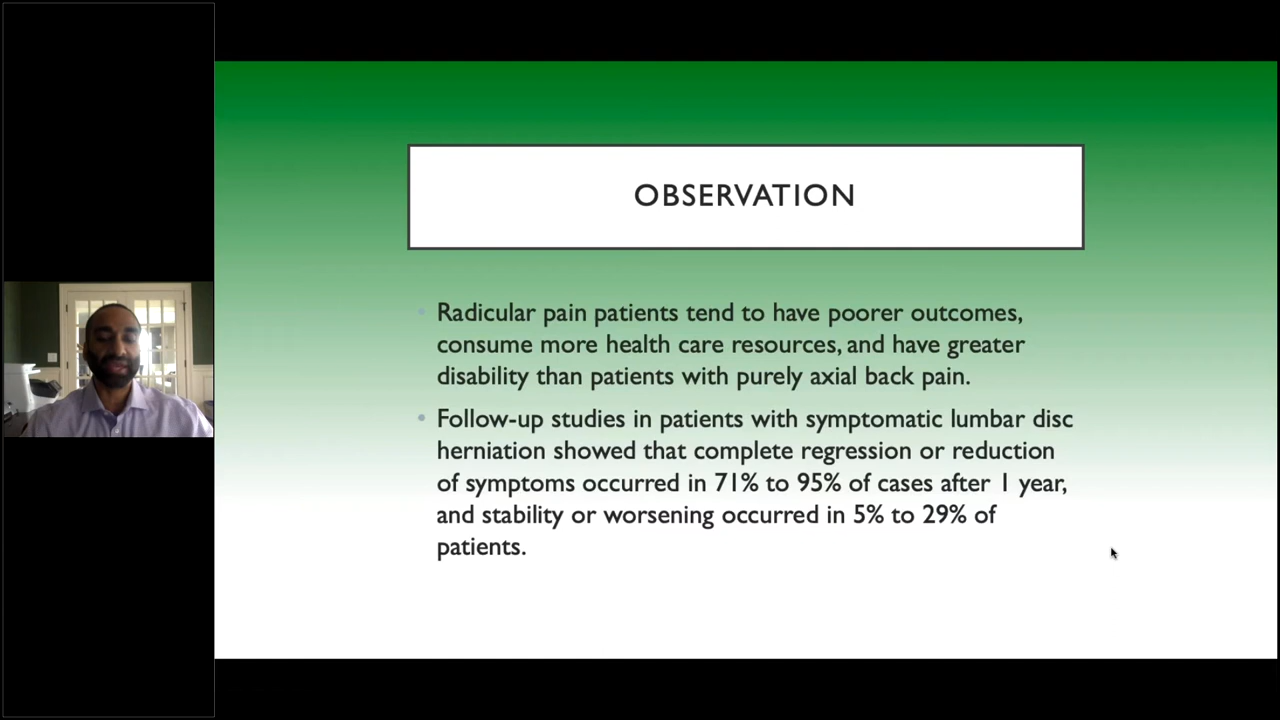 OBSERVATION
Radicular pain patients tend to have poorer outcomes,
consume more health care resources, and have greater
disability than patients with purely axial back pain.
Follow-up studies in patients with symptomatic lumbar disc
herniation showed that complete regression or reduction
of symptoms occurred in 71% to 95% of cases after 1 year,
and stability or worsening occurred in 5% to 29% of
patients.